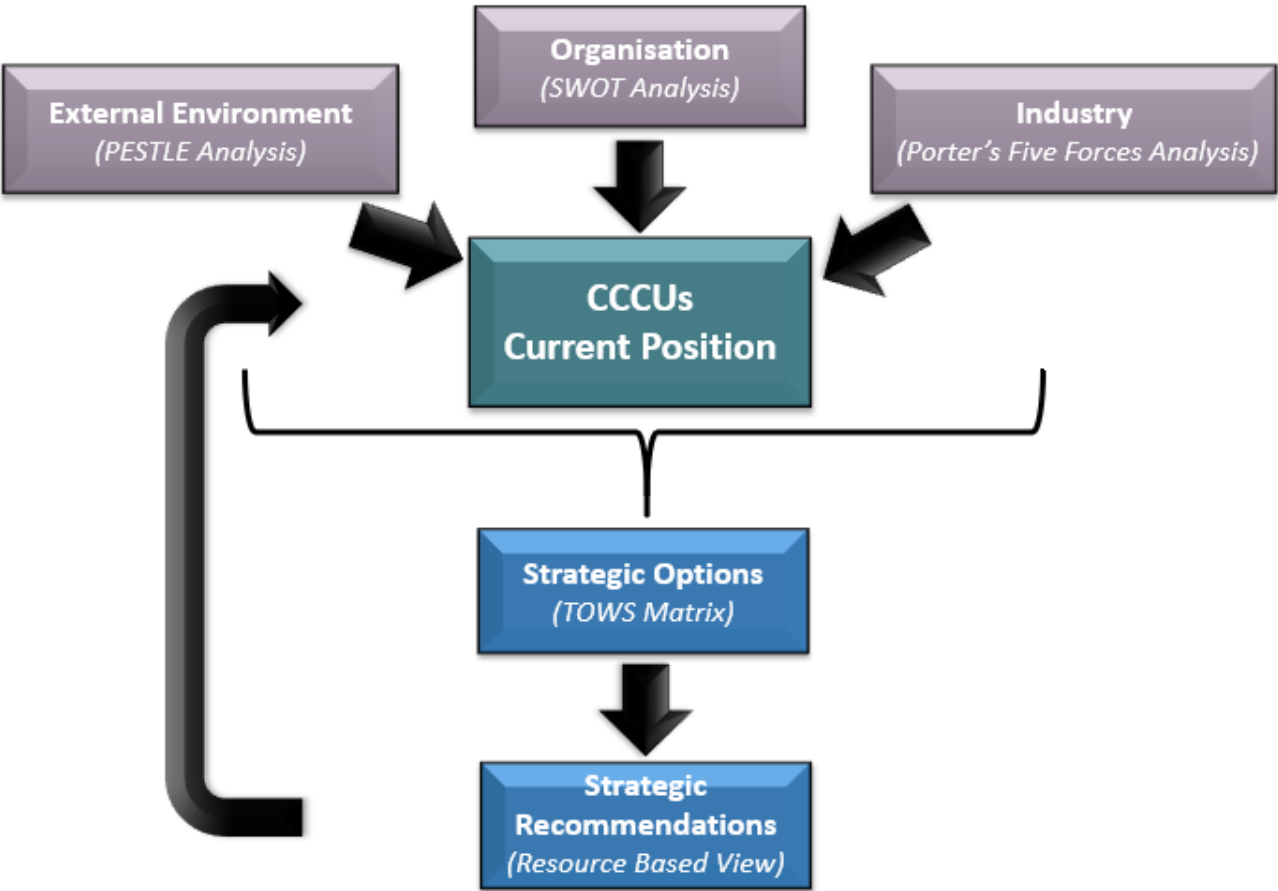 Organisation
(SWOT Analysis)
External Environment
(PESTLE Analysis)
Industry
(Porter's Five Forces Analysis)
CCCUs
Current Position
Strategic Options
(TOWS Matrix)
Strategic
Recommendations
(Resource Based View)